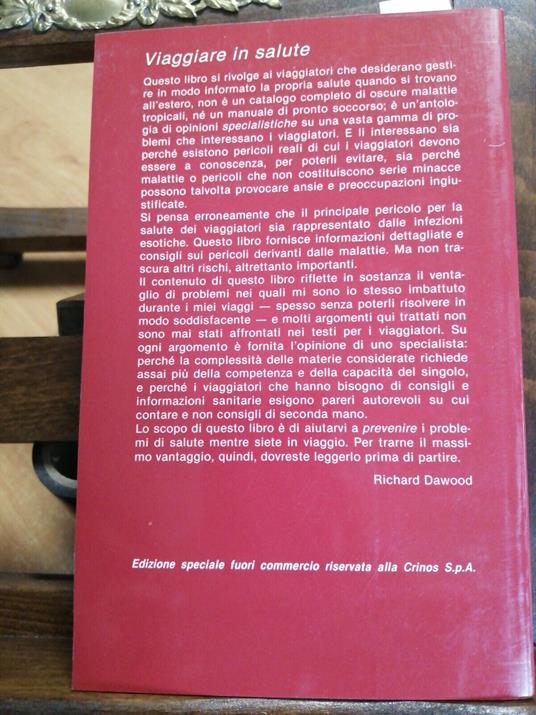 Viaggiare in salute
Questo libro si rivolge ai viaggiatori che desiderano gesti-
re in modo informato la propria salute quando si trovano
all'estero, non è un catalogo completo di oscure malattie
tropicali, né un manuale di pronto soccorso; è un'antolo-
gia di opinioni specialistiche su una vasta gamma di pro-
blemi che interessano i viaggiatori. E li interessano sia
perché esistono pericoli reali di cui i viaggiatori devono
essere a conoscenza, per poterli evitare, sia perché
malattie o pericoli che non costituiscono serie minacce
possono talvolta provocare ansie e preoccupazioni ingiu-
stificate.
Si pensa erroneamente che il principale pericolo per la
salute dei viaggiatori sia rappresentato dalle infezioni
esotiche. Questo libro fornisce informazioni dettagliate e
consigli sui pericoli derivanti dalle malattie. Ma non tra-
scura altri rischi, altrettanto importanti.
Il contenuto di questo libro riflette in sostanza il venta-
glio di problemi nei quali mi sono io stesso imbattuto
durante i miei viaggi — spesso senza poterli risolvere in
modo soddisfacente — e molti argomenti qui trattati non
sono mai stati affrontati nei testi per i viaggiatori. Su
ogni argomento è fornita l'opinione di uno specialista:
perché la complessità delle materie considerate richiede
assai più della competenza e della capacità del singolo,
e perché i viaggiatori che hanno bisogno di consigli e
informazioni sanitarie esigono pareri autorevoli su cui
contare e non consigli di seconda mano.
Lo scopo di questo libro è di aiutarvi a prevenire i proble-
mi di salute mentre siete in viaggio. Per trarne il massi-
mo vantaggio, quindi, dovreste leggerlo prima di partire.
Richard Dawood
Edizione speciale fuori commercio riservata alla Crinos S.p.A.